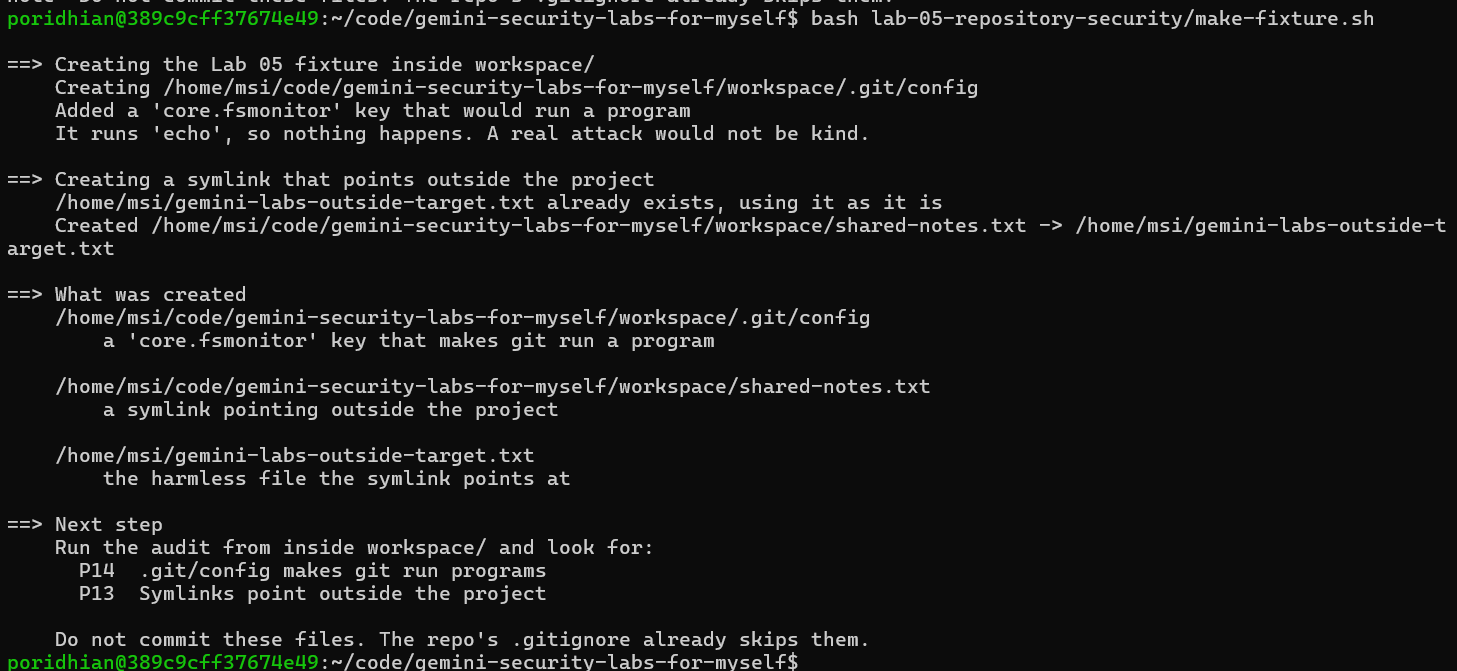 poridhian@389c9cff37674e49:~/code/gemini-security-labs-for-myself$ bash lab-05-repository-security/make-fixture.sh
==> Creating the Lab 05 fixture inside workspace/
Creating /home/msi/code/gemini-security-labs-for-myself/workspace/.git/config
Added a 'core.fsmonitor' key that would run a program
It runs 'echo', so nothing happens. A real attack would not be kind.
==> Creating a symlink that points outside the project
/home/msi/gemini-labs-outside-target.txt already exists, using it as it is
Created /home/msi/code/gemini-security-labs-for-myself/workspace/shared-notes.txt -> /home/msi/gemini-labs-outside-t
arget.txt
==> What was created
/home/msi/code/gemini-security-labs-for-myself/workspace/.git/config
a 'core.fsmonitor' key that makes git run a program
/home/msi/code/gemini-security-labs-for-myself/workspace/shared-notes.txt
a symlink pointing outside the project
/home/msi/gemini-labs-outside-target.txt
the harmless file the symlink points at
==> Next step
Run the audit from inside workspace/ and look for:
P14 .git/config makes git run programs
P13 Symlinks point outside the project
Do not commit these files. The repo's .gitignore already skips them.
poridhian@389c9cff37674e49:~/code/gemini-security-labs-for-myself$